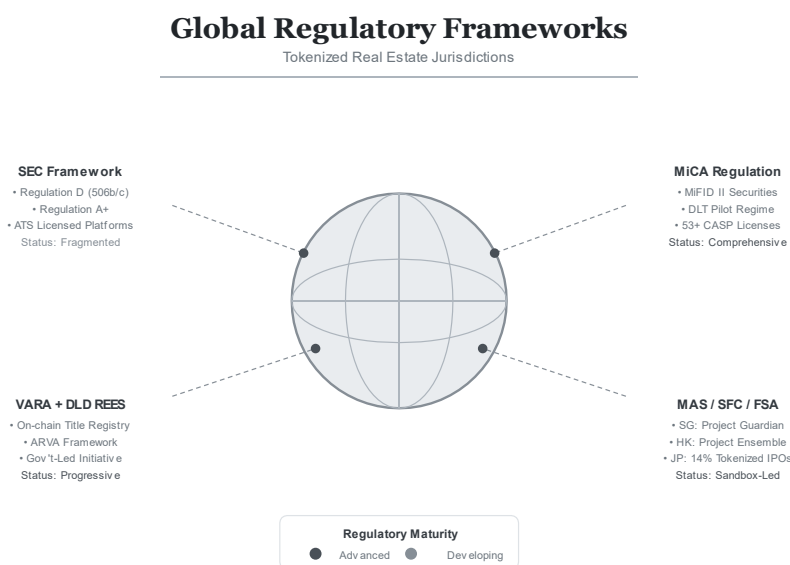 Global Regulatory Frameworks
Tokenized Real Estate Jurisdictions
SEC Framework
• Regulation D (506b/c)
• Regulation A+
• ATS Licensed Platforms
Status: Fragmented
MiCA Regulation
• MiFID II Securities
• DLT Pilot Regime
• 53+ CASP Licenses
Status: Comprehensive
VARA + DLD REES
• On-chain Title Registry
• ARVA Framework
• Gov't-Led Initiative
Status: Progressive
MAS / SFC / FSA
• SG: Project Guardian
• HK: Project Ensemble
• JP: 14% Tokenized IPOs
Status: Sandbox-Led
Regulatory Maturity
Advanced
Developing